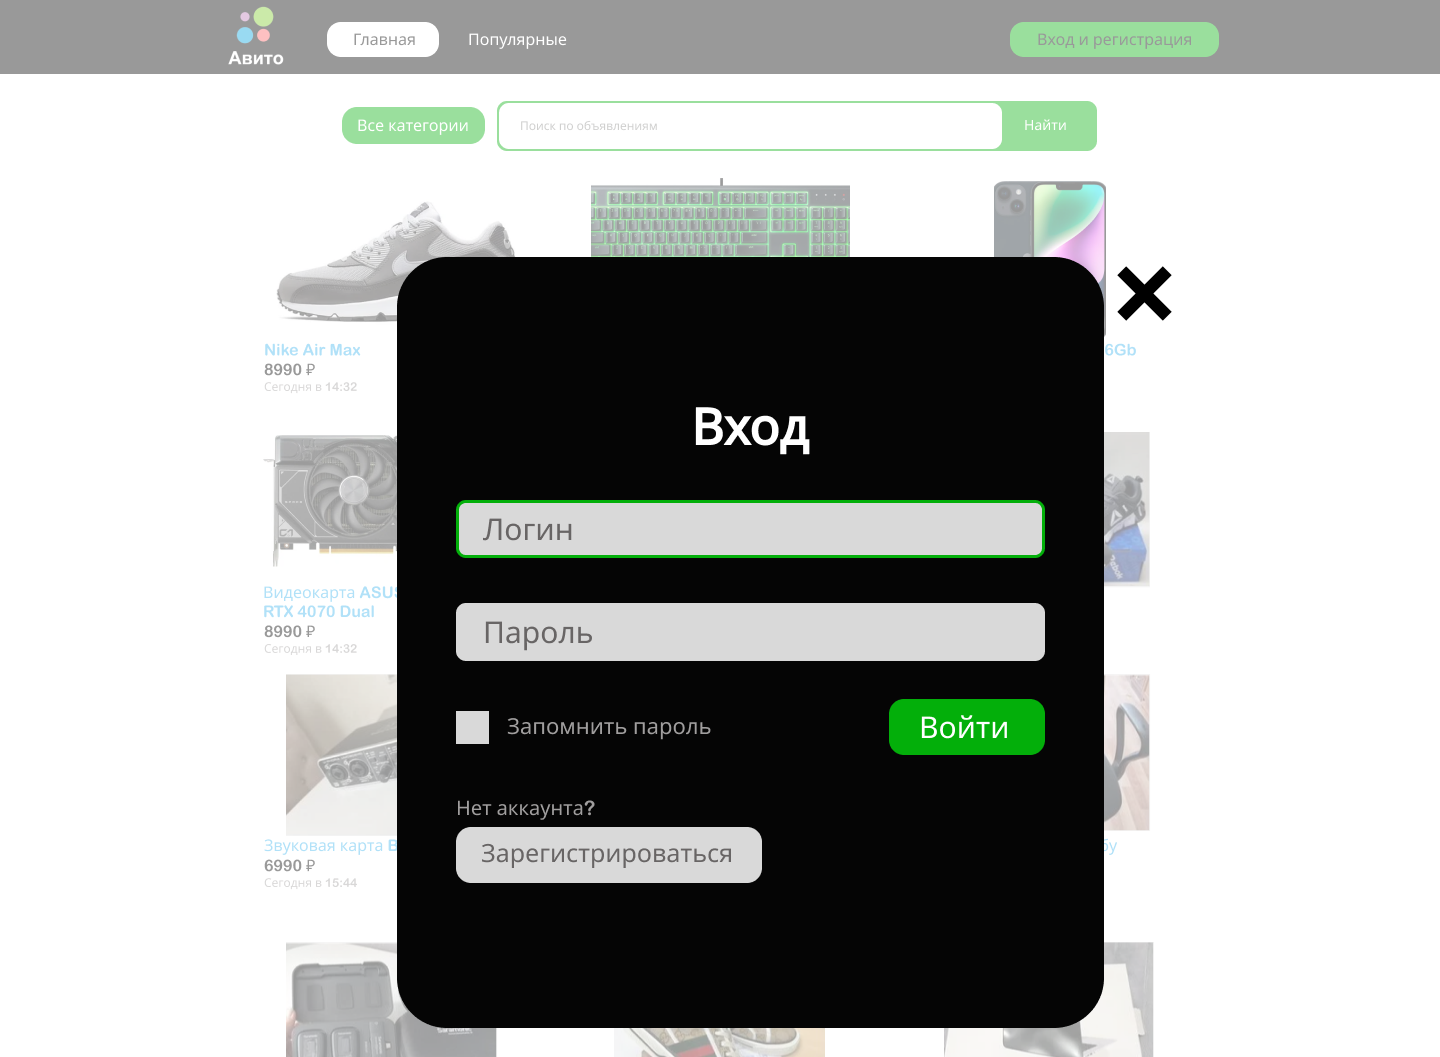 Авито
Главная
Популярные
Вход и регистрация
Все категории
Поиск по объявлениям
Найти
Nike Air Max
8990 ₽
Сегодня в 14:32
6Gb
Видеокарта ASUS
RTX 4070 Dual
8990 ₽
Сегодня в 14:32
Звуковая карта B
6990 ₽
Сегодня в 15:44
бу
Вход
Логин
Пароль
Запомнить пароль
Войти
Нет аккаунта?
Зарегистрироваться